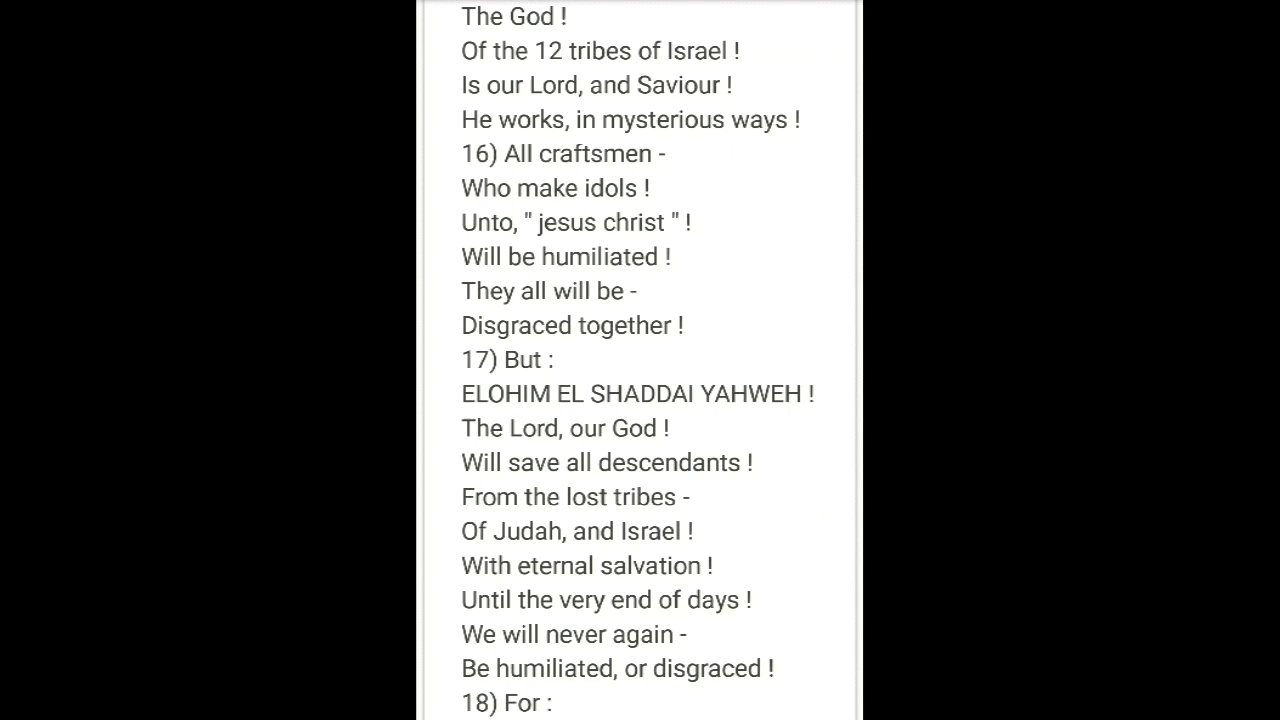 The God !
Of the 12 tribes of Israel !
Is our Lord, and Saviour !
He works, in mysterious ways !
16) All craftsmen -
Who make idols !
Unto, " jesus christ " !
Will be humiliated !
They all will be -
Disgraced together !
17) But :
ELOHIM EL SHADDAI YAHWEH !
The Lord, our God !
Will save all descendants !
From the lost tribes -
Of Judah, and Israel !
With eternal salvation !
Until the very end of days !
We will never again -
Be humiliated, or disgraced !
18) For :